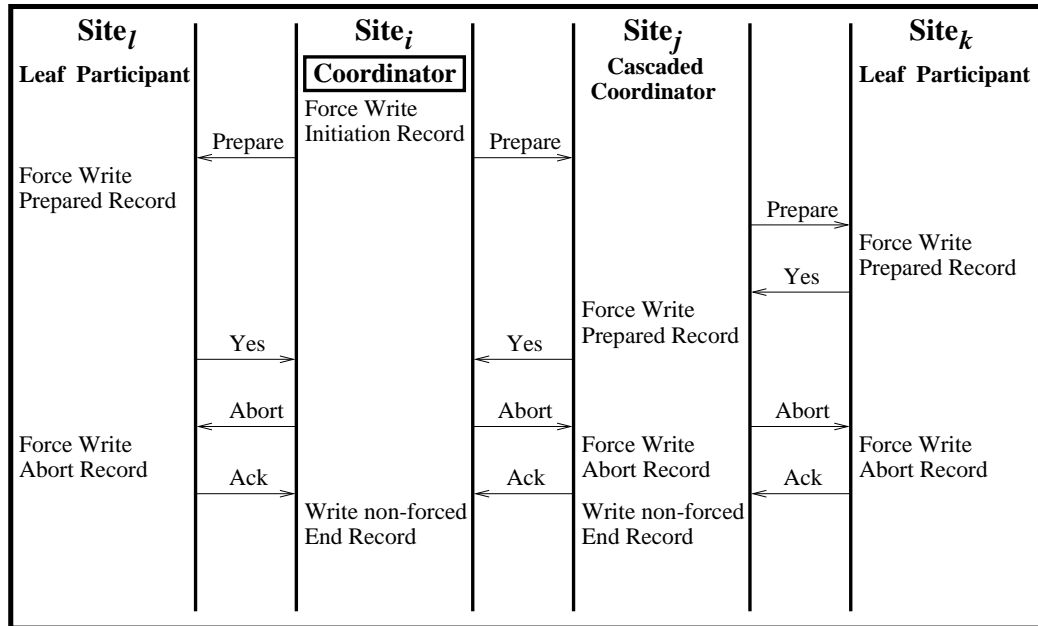 Site_l Site_i Site_j Site_k
Leaf Participant Coordinator Cascaded Coordinator Leaf Participant
Force Write
Initiation Record
Prepare Prepare
Force Write
Prepared Record
Prepare
Force Write
Prepared Record
Yes
Force Write
Prepared Record
Yes Yes
Abort Abort Abort
Force Write Force Write Force Write
Abort Record Abort Record Abort Record
Ack Ack Ack
Write non-forced Write non-forced
End Record End Record